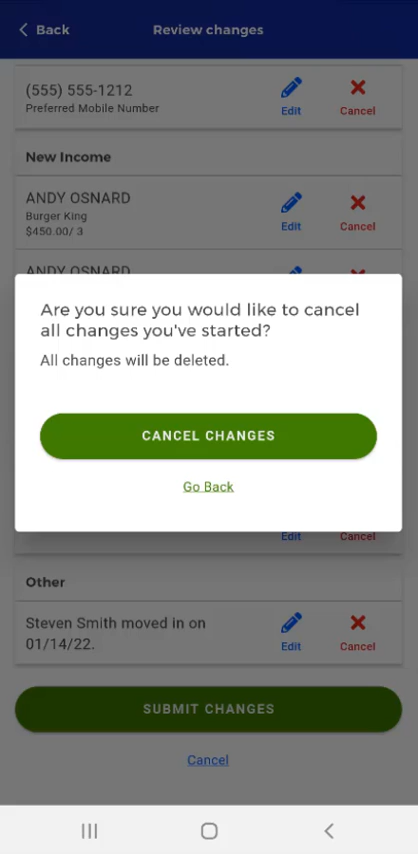 Back
Review changes
(555) 555-1212
Preferred Mobile Number
Edit
Cancel
New Income
ANDY OSNARD
Burger King
$450.00/ 3
Edit
Cancel
ANDY OSNARD
Are you sure you would like to cancel
all changes you've started?
All changes will be deleted.
CANCEL CHANGES
Go Back
Edit
Cancel
Other
Steven Smith moved in on
01/14/22.
Edit
Cancel
SUBMIT CHANGES
Cancel